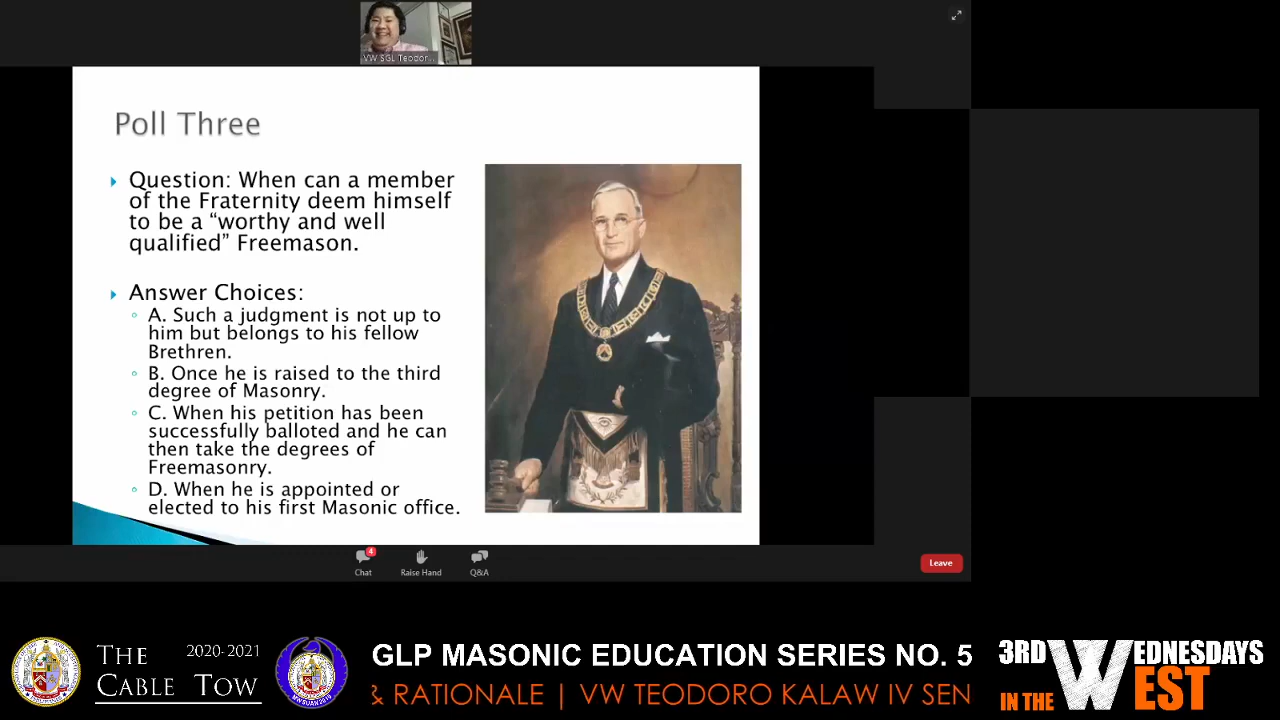 VW SGL Teodor...
Poll Three
Question: When can a member
of the Fraternity deem himself
to be a “worthy and well
qualified” Freemason.
Answer Choices:
A. Such a judgment is not up to
him but belongs to his fellow
Brethren.
B. Once he is raised to the third
degree of Masonry.
C. When his petition has been
successfully balloted and he can
then take the degrees of
Freemasonry.
D. When he is appointed or
elected to his first Masonic office.
4
Chat
Raise Hand
Q&A
Leave
THE
CABLE TOW
2020-2021
GLP MASONIC EDUCATION SERIES NO. 5
& RATIONALE | VW TEODORO KALAW IV SEN
3RD WEDNESDAYS
IN THE WEST